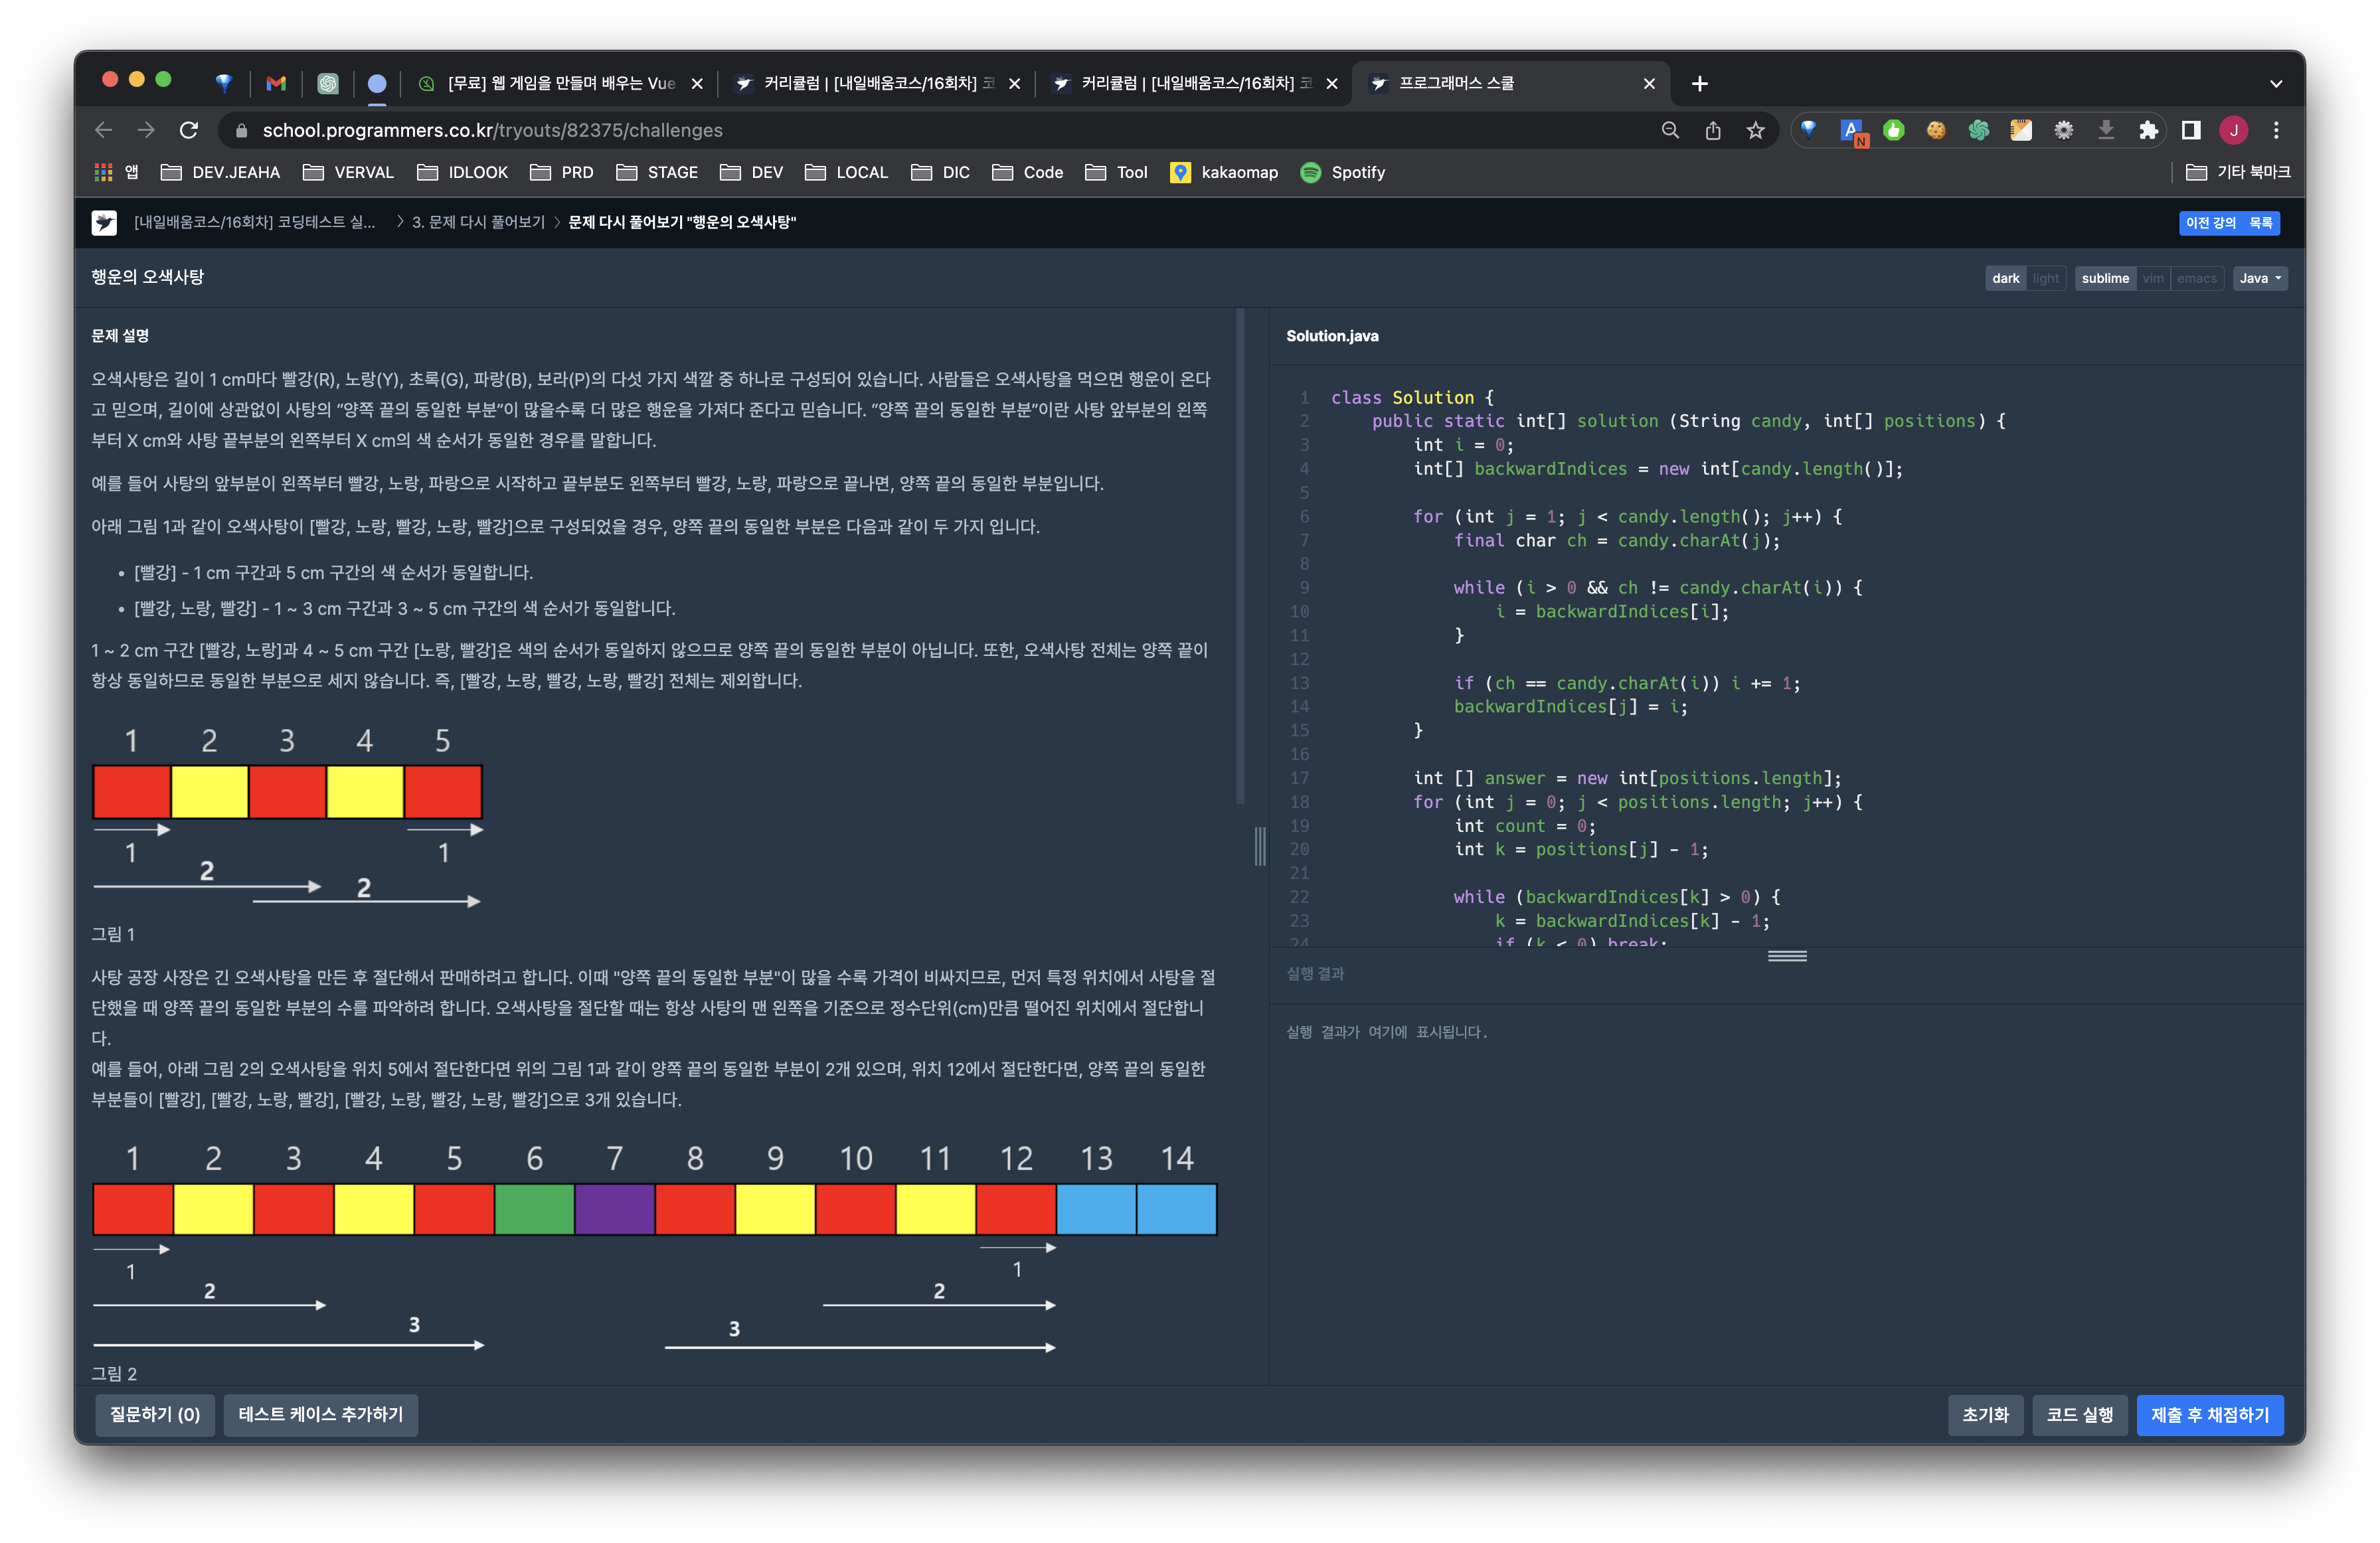 [무료] 웹 게임을 만들며 배우는 Vue
커리큘럼 | [내일배움코스/16회차] 코
커리큘럼 | [내일배움코스/16회차] 코
프로그래머스 스쿨
school.programmers.co.kr/tryouts/82375/challenges
A
N
J
앱
DEV.JEAHA
VERVAL
IDLOOK
PRD
STAGE
DEV
LOCAL
DIC
Code
Tool
kakaomap
Spotify
기타 북마크
[내일배움코스/16회차] 코딩테스트 실... > 3. 문제 다시 풀어보기 > 문제 다시 풀어보기 "행운의 오색사탕"
이전 강의 목록
행운의 오색사탕
dark light
sublime vim emacs
Java
문제 설명
오색사탕은 길이 1 cm마다 빨강(R), 노랑(Y), 초록(G), 파랑(B), 보라(P)의 다섯 가지 색깔 중 하나로 구성되어 있습니다. 사람들은 오색사탕을 먹으면 행운이 온다
고 믿으며, 길이에 상관없이 사탕의 “양쪽 끝의 동일한 부분”이 많을수록 더 많은 행운을 가져다 준다고 믿습니다. “양쪽 끝의 동일한 부분”이란 사탕 앞부분의 왼쪽
부터 X cm와 사탕 끝부분의 왼쪽부터 X cm의 색 순서가 동일한 경우를 말합니다.
예를 들어 사탕의 앞부분이 왼쪽부터 빨강, 노랑, 파랑으로 시작하고 끝부분도 왼쪽부터 빨강, 노랑, 파랑으로 끝나면, 양쪽 끝의 동일한 부분입니다.
아래 그림 1과 같이 오색사탕이 [빨강, 노랑, 빨강, 노랑, 빨강]으로 구성되었을 경우, 양쪽 끝의 동일한 부분은 다음과 같이 두 가지 입니다.
• [빨강] - 1 cm 구간과 5 cm 구간의 색 순서가 동일합니다.
• [빨강, 노랑, 빨강] - 1 ~ 3 cm 구간과 3 ~ 5 cm 구간의 색 순서가 동일합니다.
1 ~ 2 cm 구간 [빨강, 노랑]과 4 ~ 5 cm 구간 [노랑, 빨강]은 색의 순서가 동일하지 않으므로 양쪽 끝의 동일한 부분이 아닙니다. 또한, 오색사탕 전체는 양쪽 끝이
항상 동일하므로 동일한 부분으로 세지 않습니다. 즉, [빨강, 노랑, 빨강, 노랑, 빨강] 전체는 제외합니다.
1 2 3 4 5
1 1
2
2
그림 1
사탕 공장 사장은 긴 오색사탕을 만든 후 절단해서 판매하려고 합니다. 이때 "양쪽 끝의 동일한 부분"이 많을 수록 가격이 비싸지므로, 먼저 특정 위치에서 사탕을 절
단했을 때 양쪽 끝의 동일한 부분의 수를 파악하려 합니다. 오색사탕을 절단할 때는 항상 사탕의 맨 왼쪽을 기준으로 정수단위(cm)만큼 떨어진 위치에서 절단합니
다.
예를 들어, 아래 그림 2의 오색사탕을 위치 5에서 절단한다면 위의 그림 1과 같이 양쪽 끝의 동일한 부분이 2개 있으며, 위치 12에서 절단한다면, 양쪽 끝의 동일한
부분들이 [빨강], [빨강, 노랑, 빨강], [빨강, 노랑, 빨강, 노랑, 빨강]으로 3개 있습니다.
1 2 3 4 5 6 7 8 9 10 11 12 13 14
1 1
2 2
3 3
그림 2
Solution.java
1 class Solution {
2 public static int[] solution (String candy, int[] positions) {
3 int i = 0;
4 int[] backwardIndices = new int[candy.length()];
5
6 for (int j = 1; j < candy.length(); j++) {
7 final char ch = candy.charAt(j);
8
9 while (i > 0 && ch != candy.charAt(i)) {
10 i = backwardIndices[i];
11 }
12
13 if (ch == candy.charAt(i)) i += 1;
14 backwardIndices[j] = i;
15 }
16
17 int [] answer = new int[positions.length];
18 for (int j = 0; j < positions.length; j++) {
19 int count = 0;
20 int k = positions[j] - 1;
21
22 while (backwardIndices[k] > 0) {
23 k = backwardIndices[k] - 1;
24 if (k < 0) break;
실행 결과
실행 결과가 여기에 표시됩니다.
질문하기 (0)
테스트 케이스 추가하기
초기화
코드 실행
제출 후 채점하기